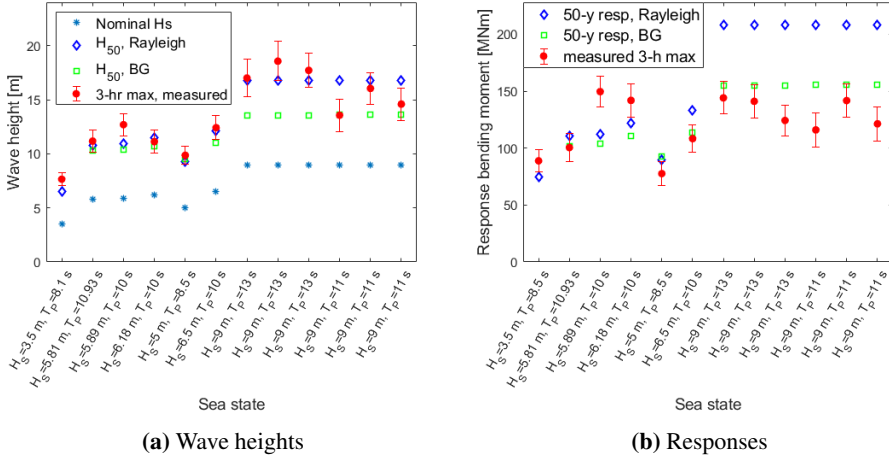 Nominal Hs
H50, Rayleigh
H50, BG
3-hr max, measured
Wave height [m]
20
15
10
5
0
HS=3.5 m, TP=8.1 s
HS=5.81 m, TP=10.93 s
HS=5.89 m, TP=10 s
HS=6.18 m, TP=10 s
HS=5 m, TP=8.5 s
HS=6.5 m, TP=10 s
HS=9 m, TP=13 s
HS=9 m, TP=13 s
HS=9 m, TP=13 s
HS=9 m, TP=11 s
HS=9 m, TP=11 s
HS=9 m, TP=11 s
Sea state
(a) Wave heights
50-y resp, Rayleigh
50-y resp, BG
measured 3-h max
Response bending moment [MNm]
200
150
100
50
0
HS=3.5 m, TP=8.5 s
HS=5.81 m, TP=10.93 s
HS=5.89 m, TP=10 s
HS=6.18 m, TP=10 s
HS=5 m, TP=8.5 s
HS=6.5 m, TP=10 s
HS=9 m, TP=13 s
HS=9 m, TP=13 s
HS=9 m, TP=13 s
HS=9 m, TP=11 s
HS=9 m, TP=11 s
HS=9 m, TP=11 s
Sea state
(b) Responses